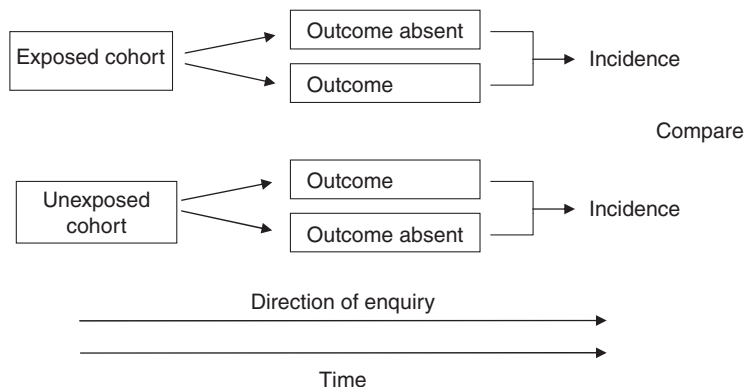 Exposed cohort
Outcome absent
Outcome
Incidence
Compare
Unexposed
cohort
Outcome
Outcome absent
Incidence
Direction of enquiry
Time